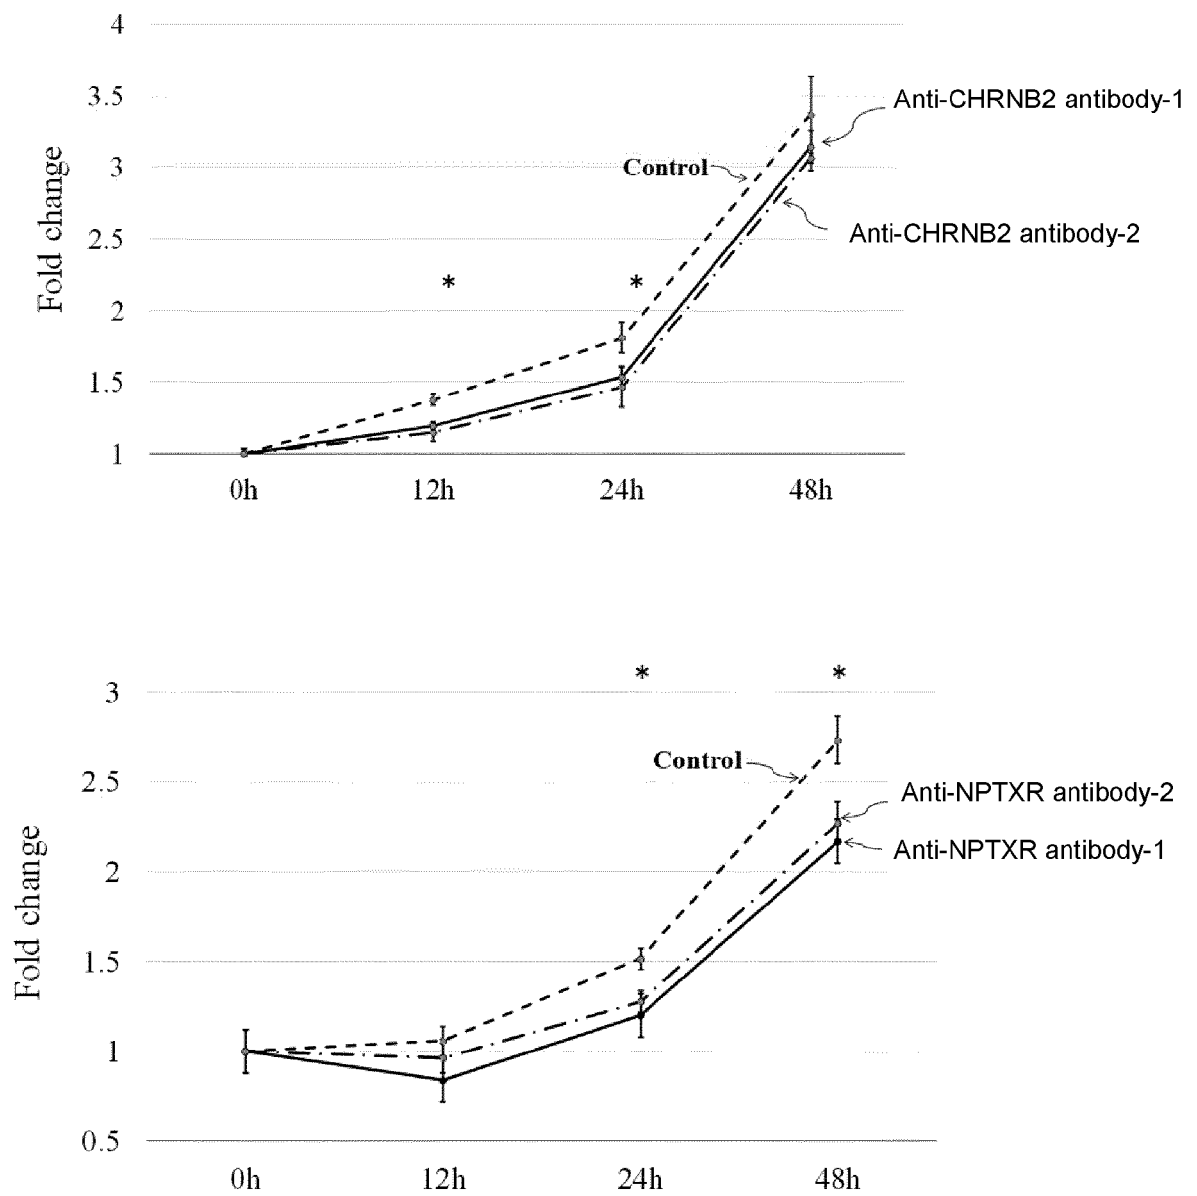 4
3.5
Anti-CHRNB2 antibody-1
3
Control
Fold change
2.5
Anti-CHRNB2 antibody-2
* *
2
1.5
1
0h 12h 24h 48h
* *
3
Control
2.5
Anti-NPTXR antibody-2
Anti-NPTXR antibody-1
Fold change
2
1.5
1
0.5
0h 12h 24h 48h